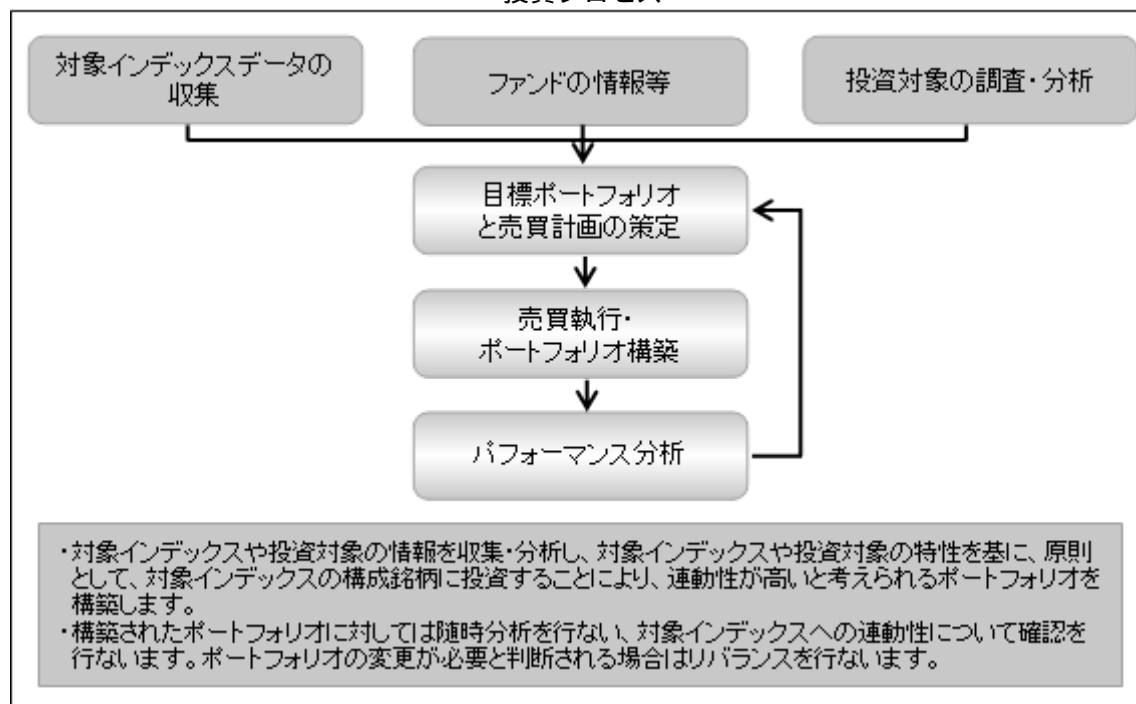 対象インデックスデータの
収集
ファンドの情報等
投資対象の調査・分析
目標ポートフォリオ
と売買計画の策定
売買執行・
ポートフォリオ構築
パフォーマンス分析
・対象インデックスや投資対象の情報を収集・分析し、対象インデックスや投資対象の特性を基に、原則
として、対象インデックスの構成銘柄に投資することにより、連動性が高いと考えられるポートフォリオを
構築します。
・構築されたポートフォリオに対しては随時分析を行ない、対象インデックスへの連動性について確認を
行ないます。ポートフォリオの変更が必要と判断される場合はリバランスを行ないます。